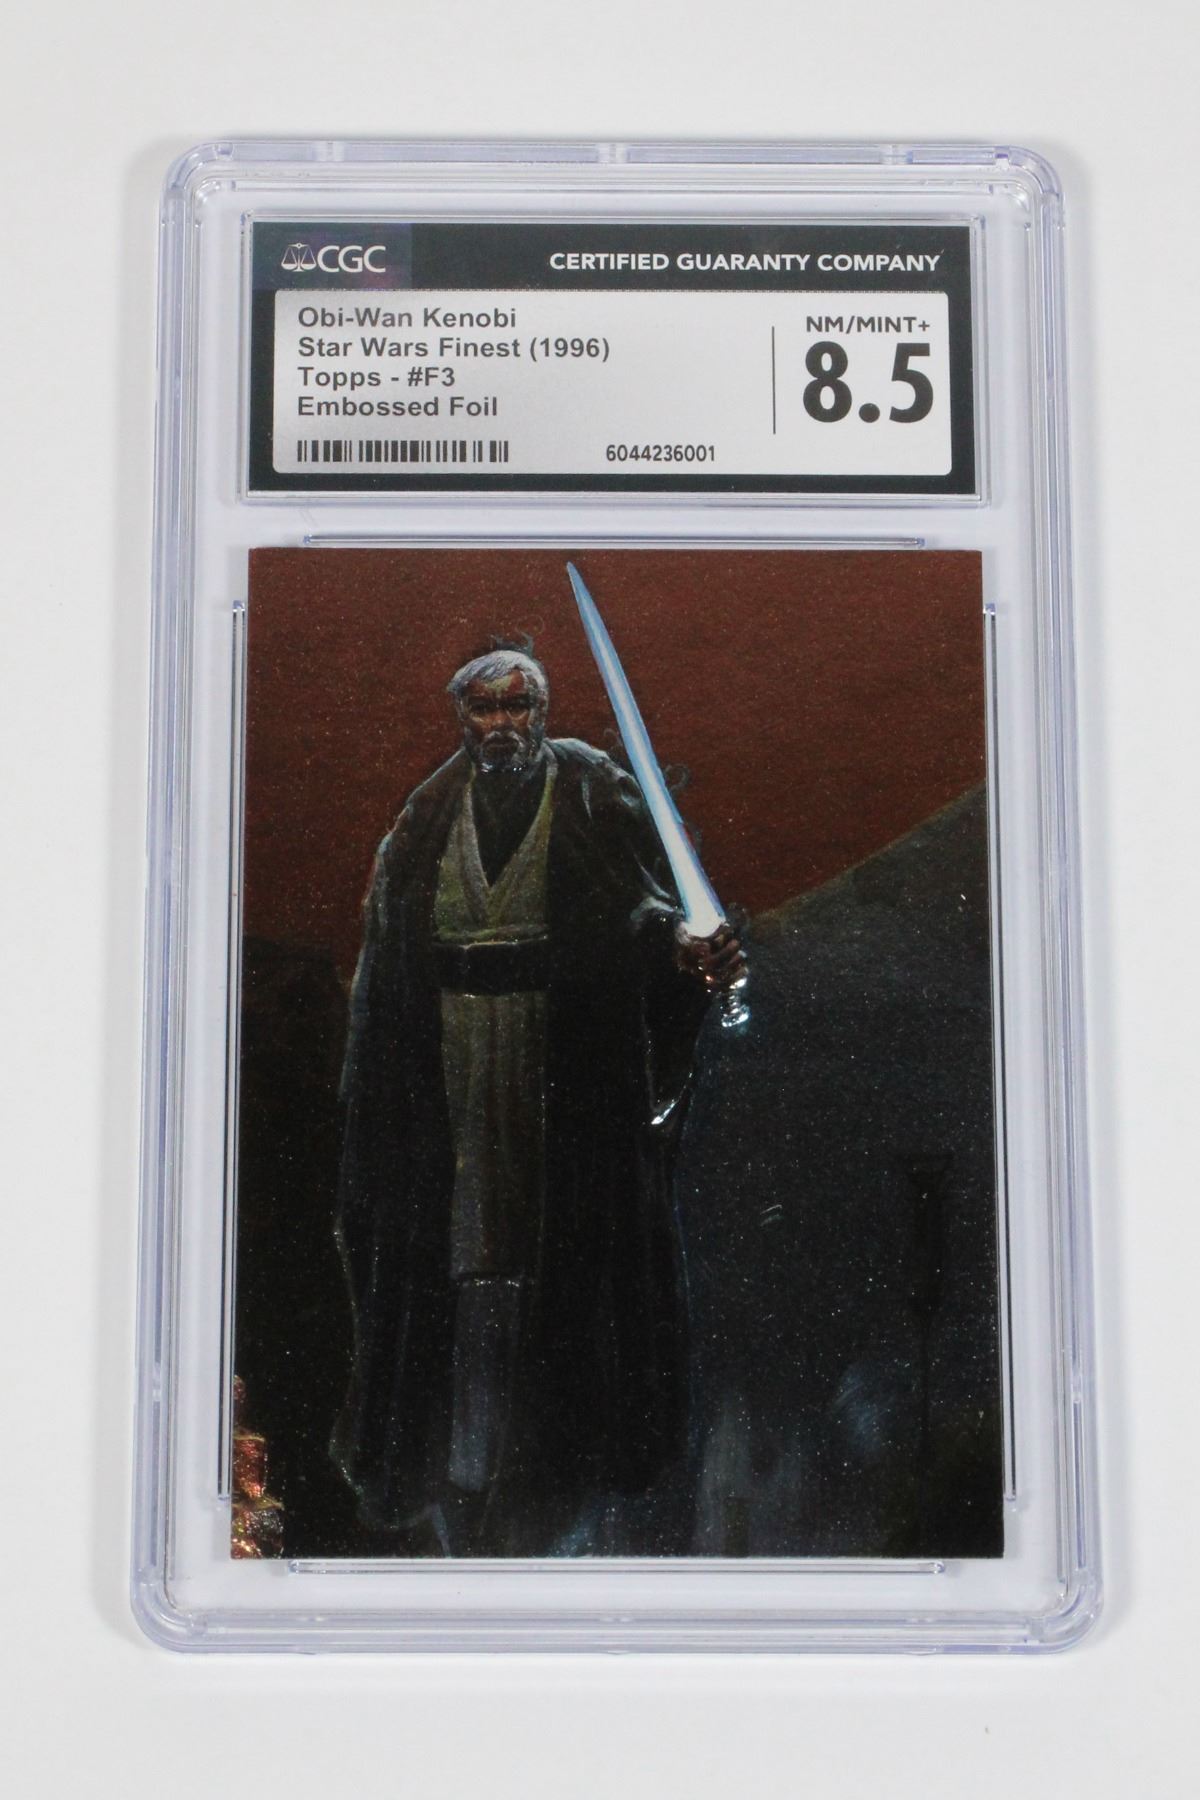 CGC CERTIFIED GUARANTY COMPANY
Obi-Wan Kenobi
Star Wars Finest (1996)
Topps - #F3
Embossed Foil
NM/MINT+
8.5
6044236001